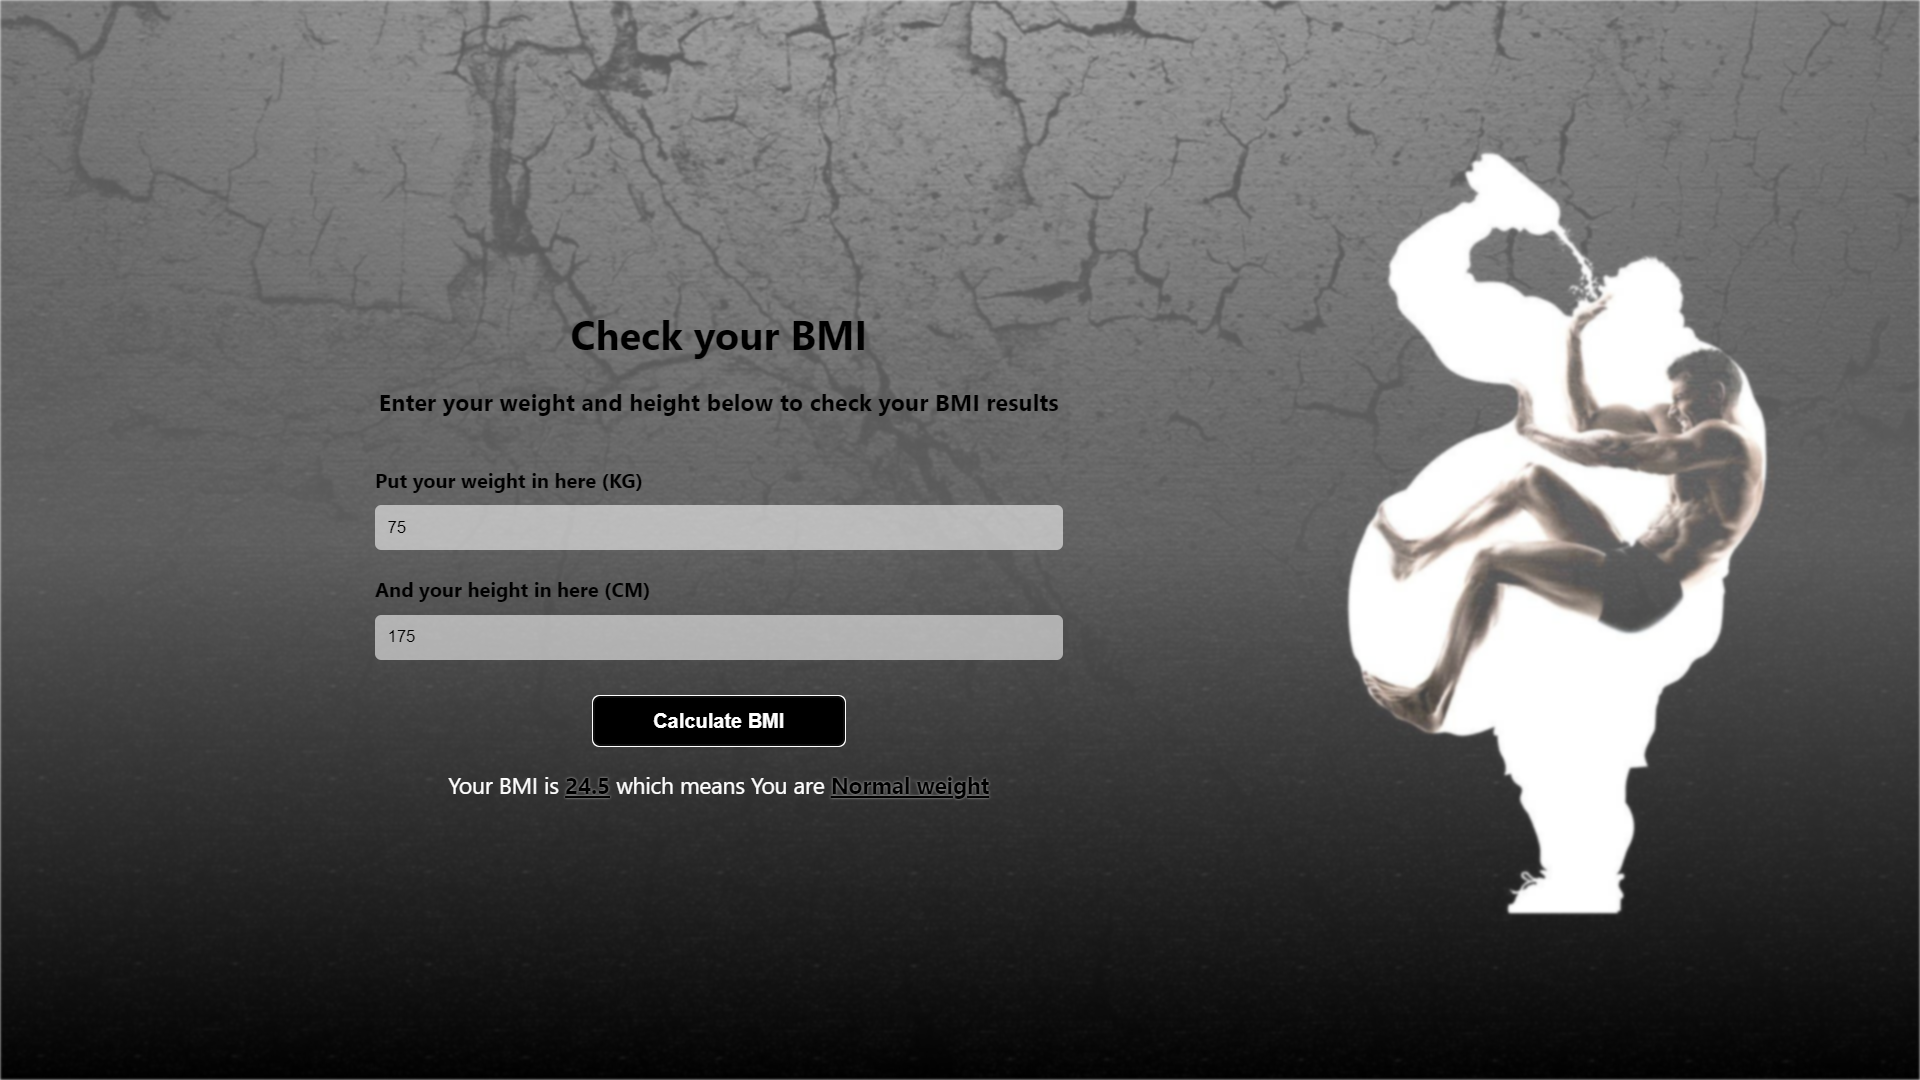 Check your BMI
Enter your weight and height below to check your BMI results
Put your weight in here (KG)
75
And your height in here (CM)
175
Calculate BMI
Your BMI is 24.5 which means You are Normal weight